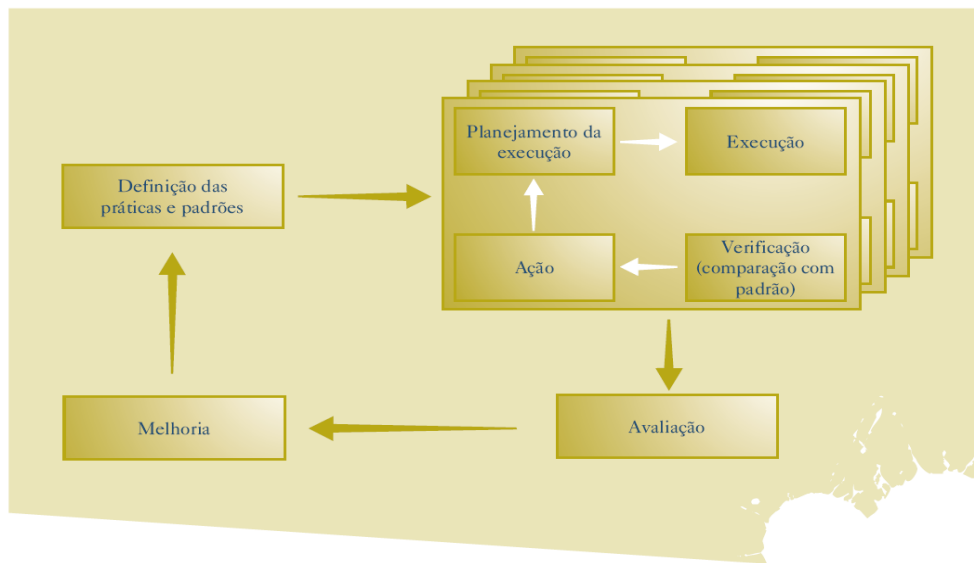 Planejamento da
execução
Execução
Definição das
práticas e padrões
Ação
Verificação
(comparação com
padrão)
Melhoria
Avaliação